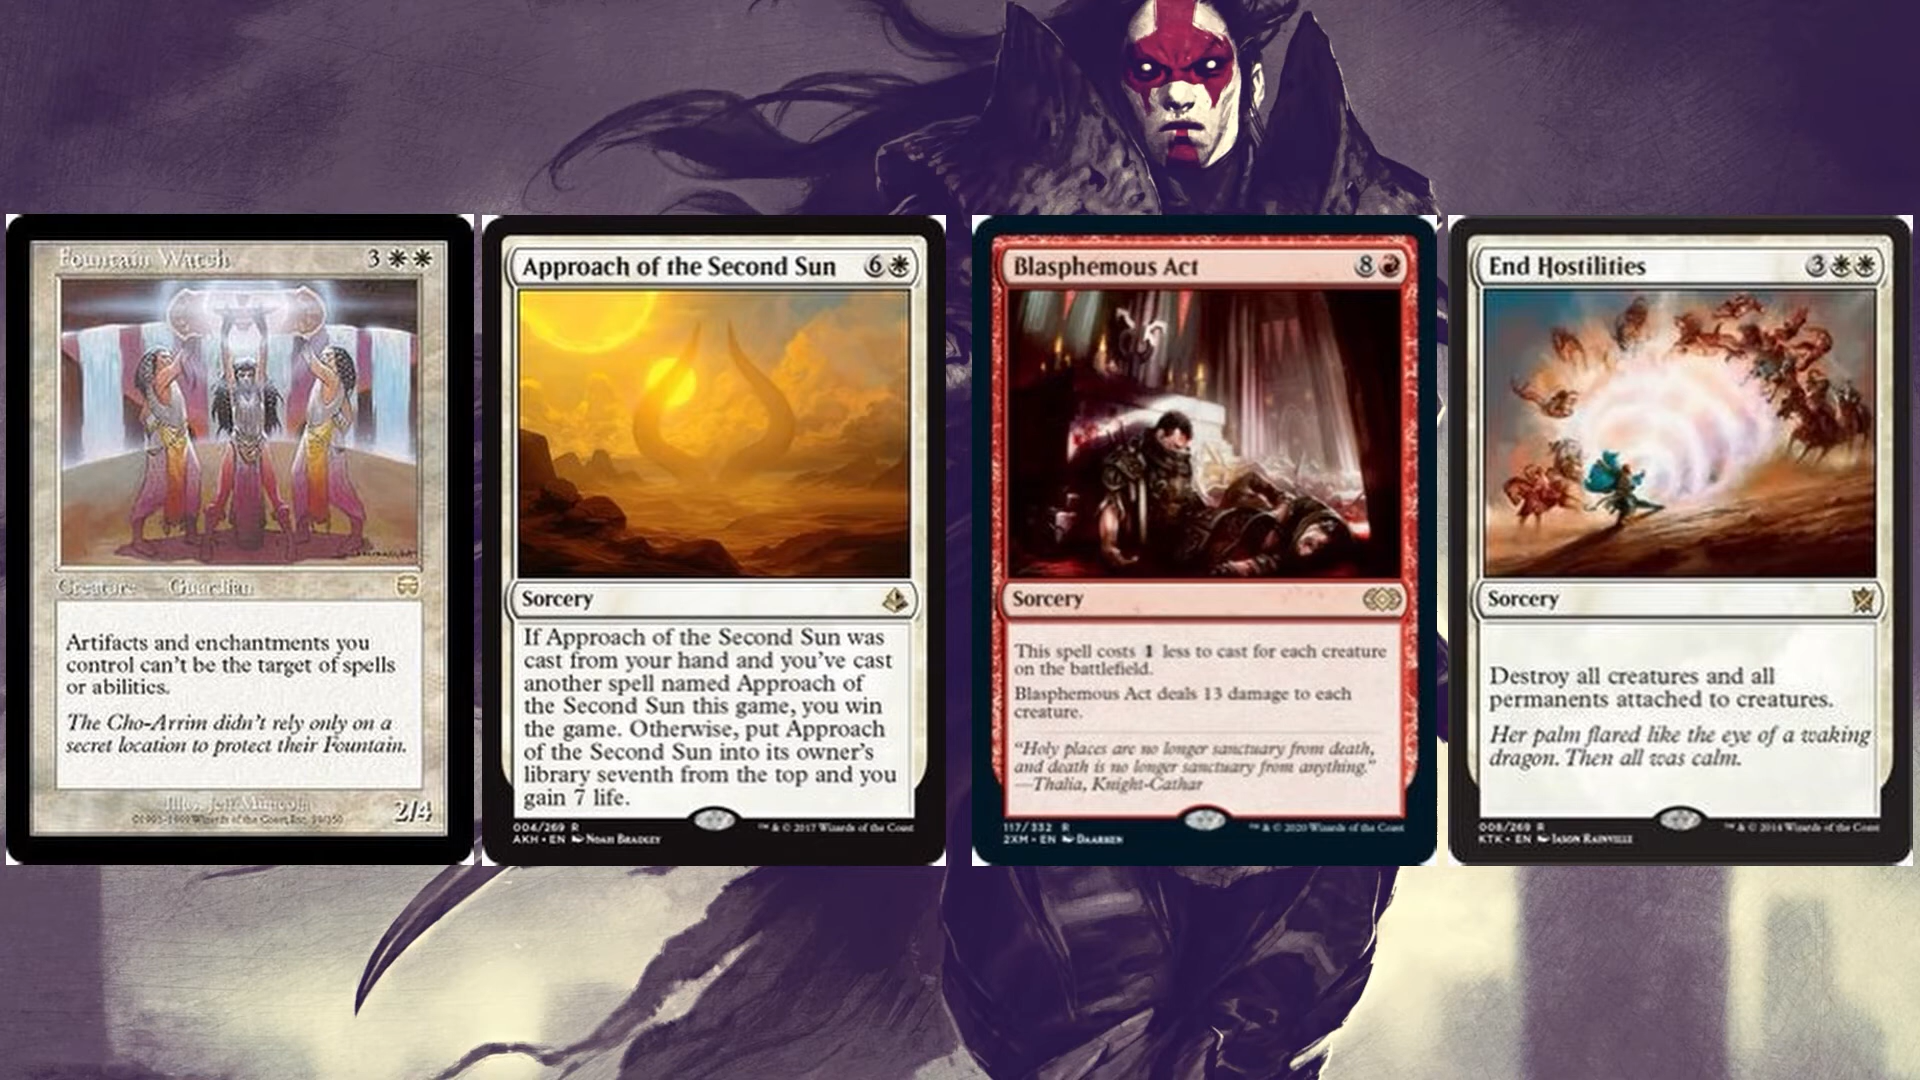 Fountain Watch 3
Artifacts and enchantments you
control can't be the target of spells
or abilities.
The Cho-Arrim didn't rely only on a
secret location to protect their Fountain.
Creature — Guardian
Illus. Jeff Miracola
2/4
Approach of the Second Sun 6
Sorcery
If Approach of the Second Sun was
cast from your hand and you've cast
another spell named Approach of
the Second Sun this game, you win
the game. Otherwise, put Approach
of the Second Sun into its owner's
library seventh from the top and you
gain 7 life.
004/269 R
AKH • EN Noah Bradley
™ & © 2017 Wizards of the Coast
Blasphemous Act 8
Sorcery
This spell costs 1 less to cast for each creature
on the battlefield.
Blasphemous Act deals 13 damage to each
creature.
"Holy places are no longer sanctuary from death,
and death is no longer sanctuary from anything."
—Thalia, Knight-Cathar
117/332 R
2XM • EN Daarken
™ & © 2020 Wizards of the Coast
End Hostilities 3
Sorcery
Destroy all creatures and all
permanents attached to creatures.
Her palm flared like the eye of a waking
dragon. Then all was calm.
008/269 R
KTK • EN Jason Rainville
™ & © 2014 Wizards of the Coast